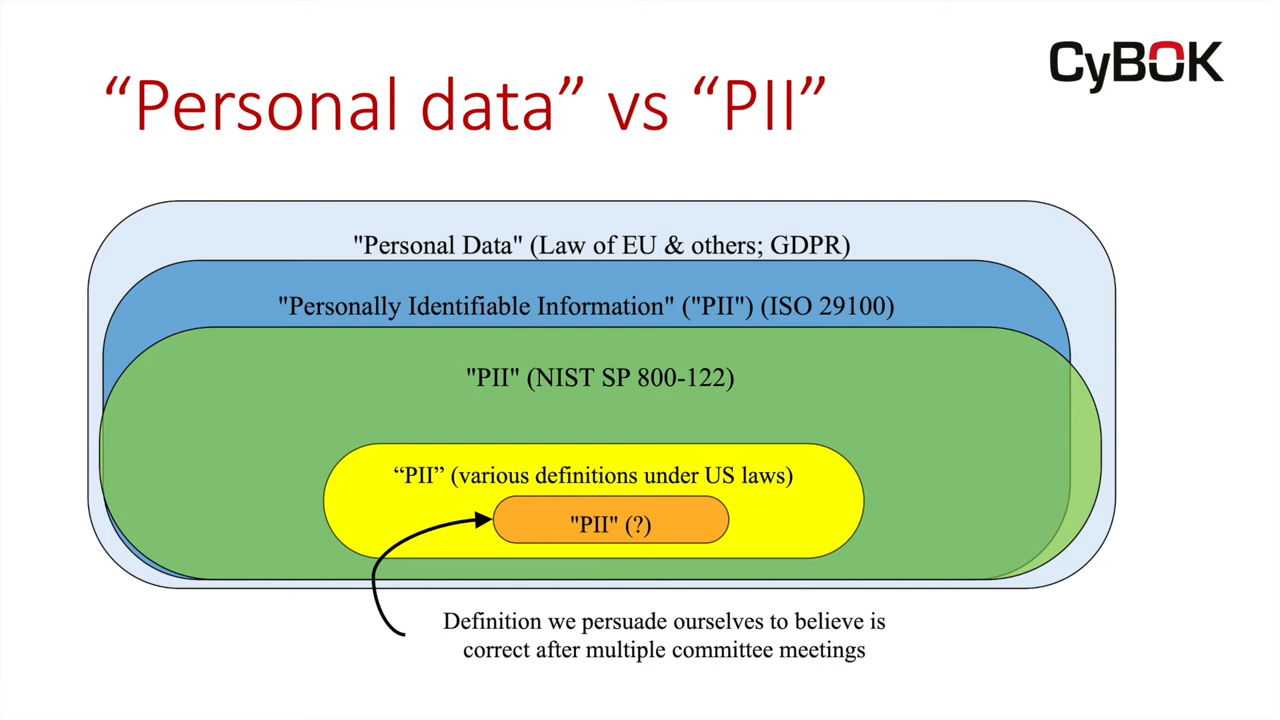 CyBOK
“Personal data” vs “PII”
"Personal Data" (Law of EU & others; GDPR)
"Personally Identifiable Information" ("PII") (ISO 29100)
"PII" (NIST SP 800-122)
“PII” (various definitions under US laws)
"PII" (?)
Definition we persuade ourselves to believe is
correct after multiple committee meetings